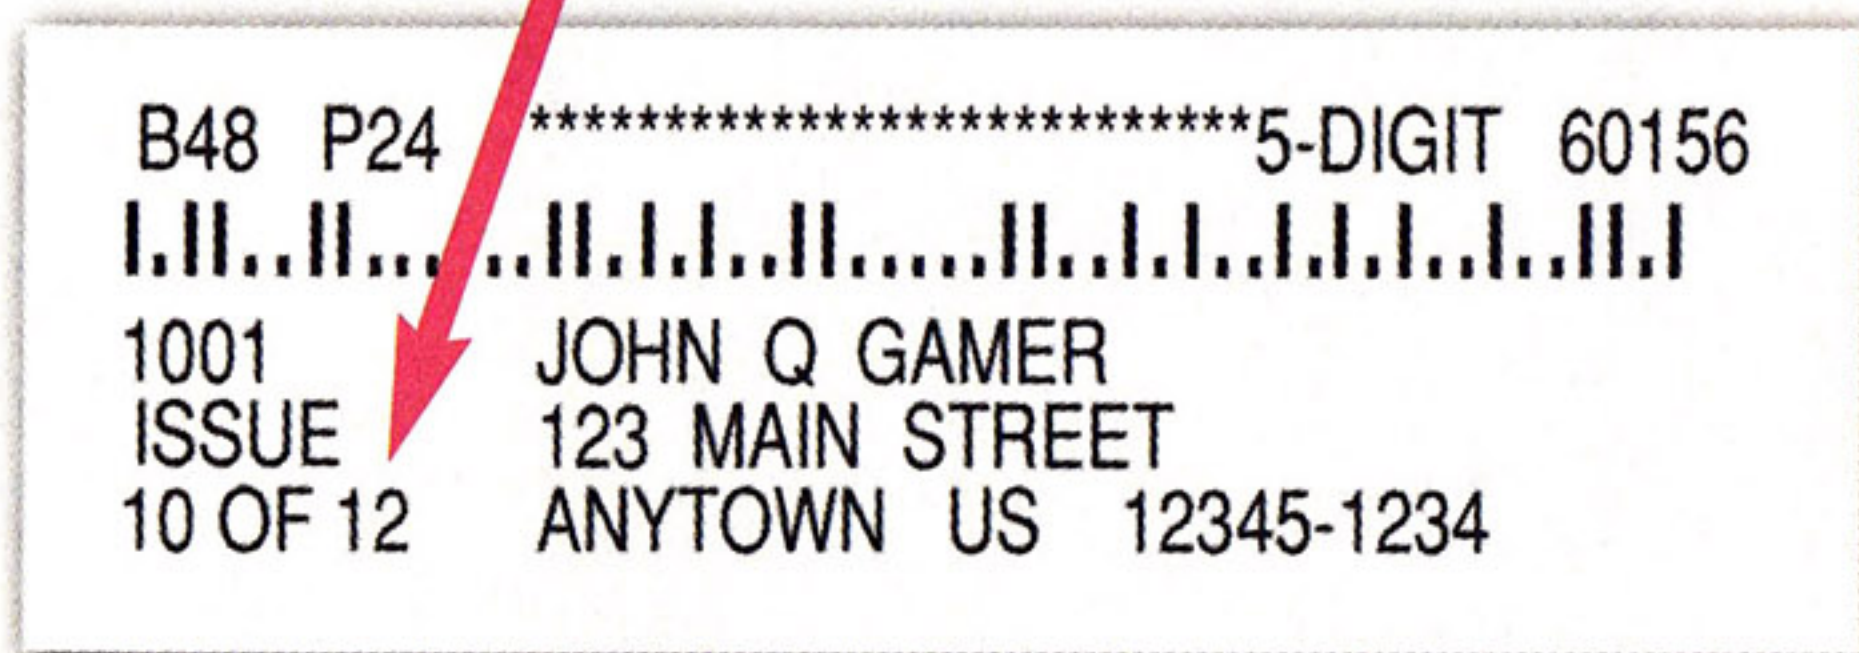 B48 P24 ***************************5-DIGIT 60156
1001 JOHN Q GAMER
ISSUE 123 MAIN STREET
10 OF 12 ANYTOWN US 12345-1234